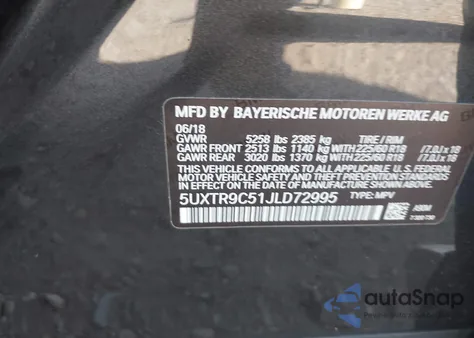 MFD BY BAYERISCHE MOTOREN WERKE AG
06/18
GVWR 5258 lbs 2385 kg TIRE / RIM
GAWR FRONT 2513 lbs 1140 kg WITH 225/60 R18 /7.0J x 18
GAWR REAR 3020 lbs 1370 kg WITH 225/60 R18 /7.0J x 18
THIS VEHICLE CONFORMS TO ALL APPLICABLE U.S. FEDERAL
MOTOR VEHICLE SAFETY, BUMPER, AND THEFT PREVENTION
STANDARDS IN EFFECT ON THE DATE OF MANUFACTURE SHOWN ABOVE.
5UXTR9C51JLD72995 TYPE: MPV
autoSnap